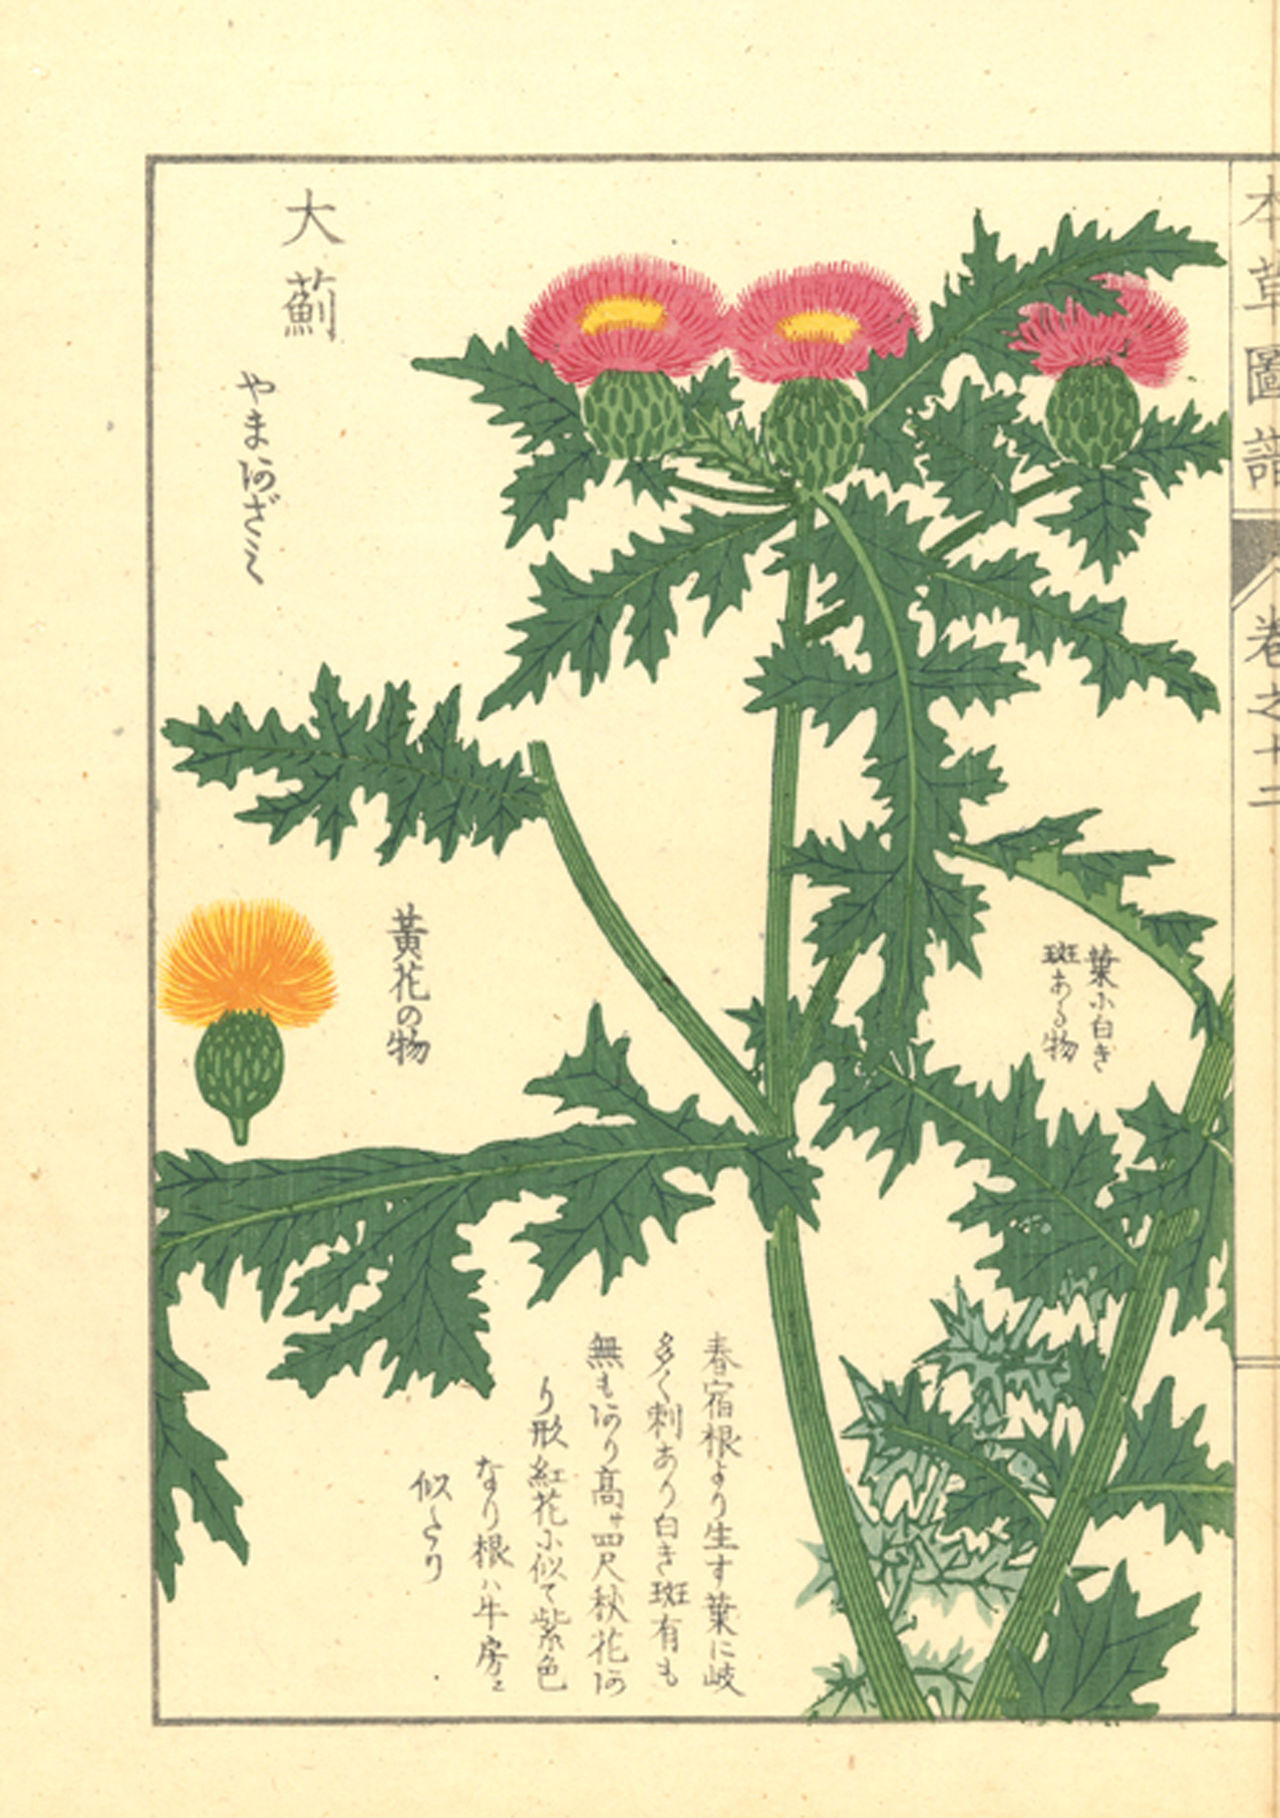 本草圖譜 巻之十二
大薊
やまあざみ
葉に白き
斑ある物
黃花の物
春宿根より生す葉に岐
多く刺あり白き斑有も
無もあり髙サ四尺秋花あ
り形紅花に似て紫色
なり根ハ牛房に
似たり